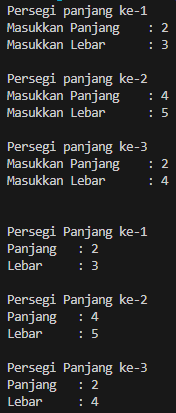 Persegi panjang ke-1
Masukkan Panjang    : 2
Masukkan Lebar      : 3

Persegi panjang ke-2
Masukkan Panjang    : 4
Masukkan Lebar      : 5

Persegi panjang ke-3
Masukkan Panjang    : 2
Masukkan Lebar      : 4


Persegi Panjang ke-1
Panjang   : 2
Lebar     : 3

Persegi Panjang ke-2
Panjang   : 4
Lebar     : 5

Persegi Panjang ke-3
Panjang   : 2
Lebar     : 4